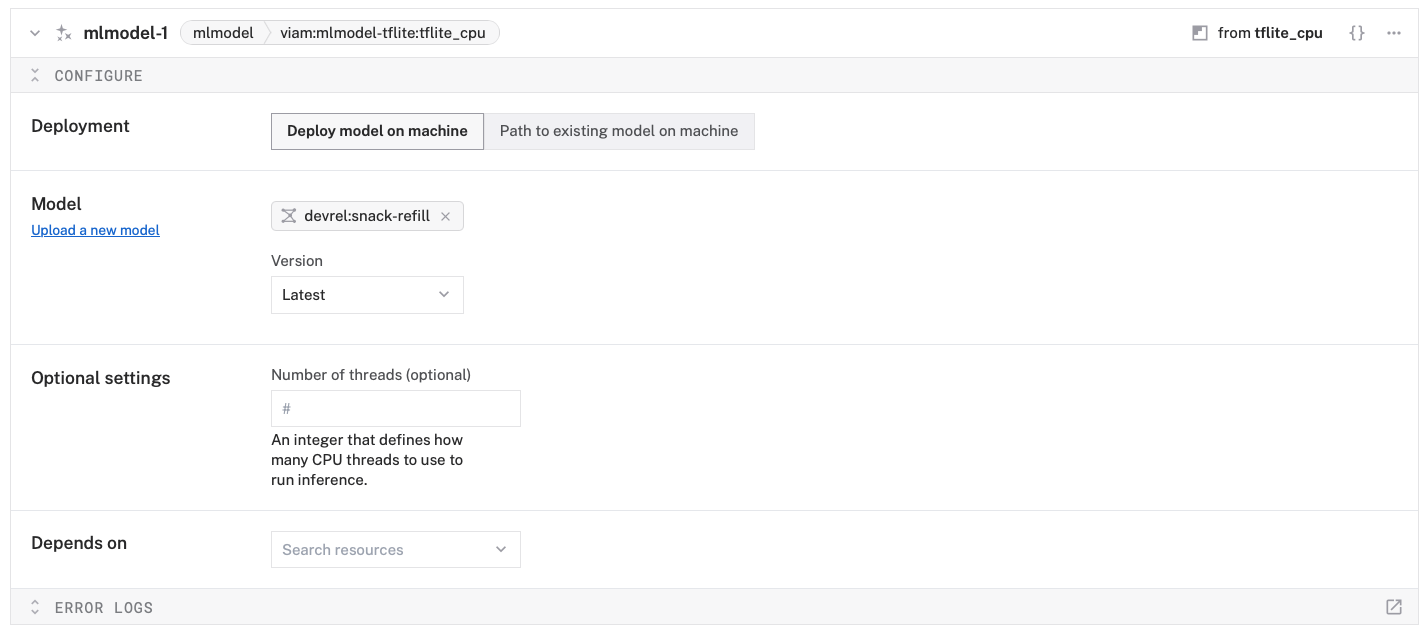 mlmodel-1 mlmodel viam:mlmodel-tflite:tflite_cpu from tflite_cpu {} ...
CONFIGURE
Deployment Deploy model on machine Path to existing model on machine
Model
Upload a new model
devrel:snack-refill ×
Version
Latest
Optional settings
Number of threads (optional)
#
An integer that defines how
many CPU threads to use to
run inference.
Depends on
Search resources
ERROR LOGS